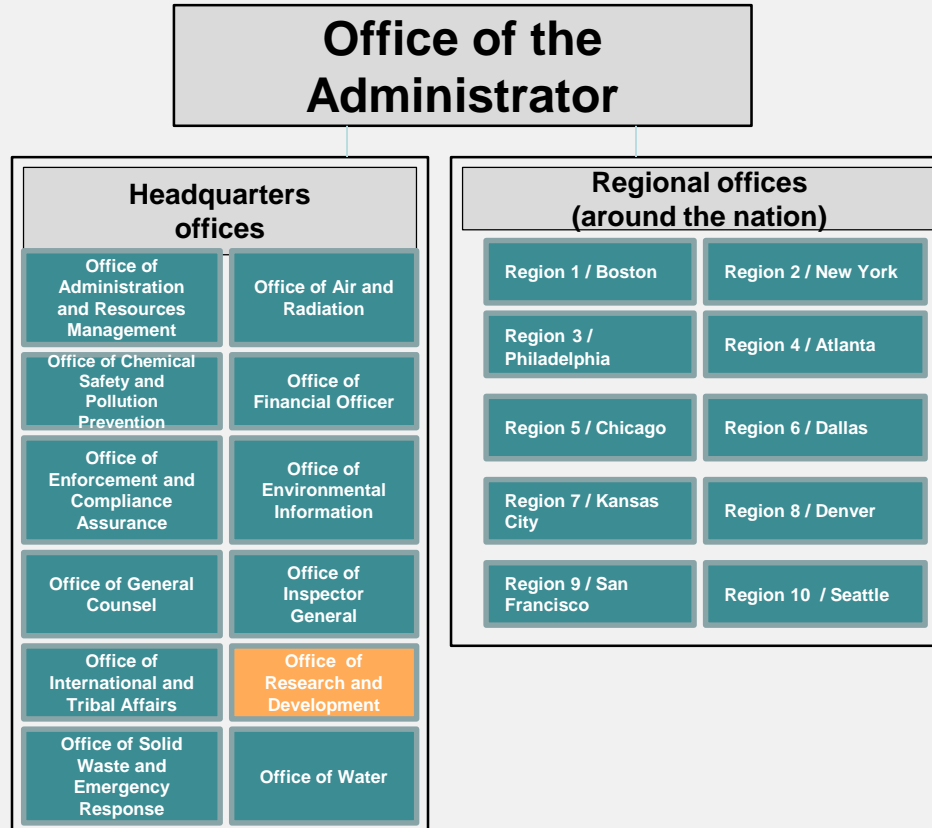 Office of the
Administrator
Headquarters
offices
Office of
Administration
and Resources
Management
Office of Air and
Radiation
Office of Chemical
Safety and
Pollution
Prevention
Office of
Financial Officer
Office of
Enforcement and
Compliance
Assurance
Office of
Environmental
Information
Office of General
Counsel
Office of
Inspector
General
Office of
International and
Tribal Affairs
Office of
Research and
Development
Office of Solid
Waste and
Emergency
Response
Office of Water
Regional offices
(around the nation)
Region 1 / Boston
Region 2 / New York
Region 3 /
Philadelphia
Region 4 / Atlanta
Region 5 / Chicago
Region 6 / Dallas
Region 7 / Kansas
City
Region 8 / Denver
Region 9 / San
Francisco
Region 10 / Seattle